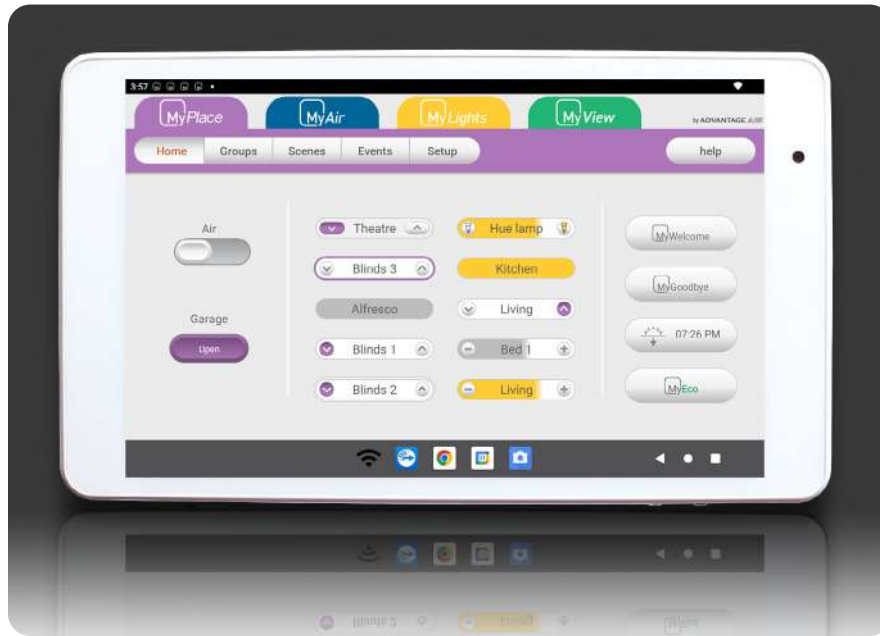 3:57
MyPlace
MyAir
MyLights
MyView
by ADVANTAGE AIR
Home
Groups
Scenes
Events
Setup
help
Air
Garage
Open
Theatre
Blinds 3
Alfresco
Blinds 1
Blinds 2
Hue lamp
Kitchen
Living
Bed 1
Living
MyWelcome
MyGoodbye
07:26 PM
MyEco